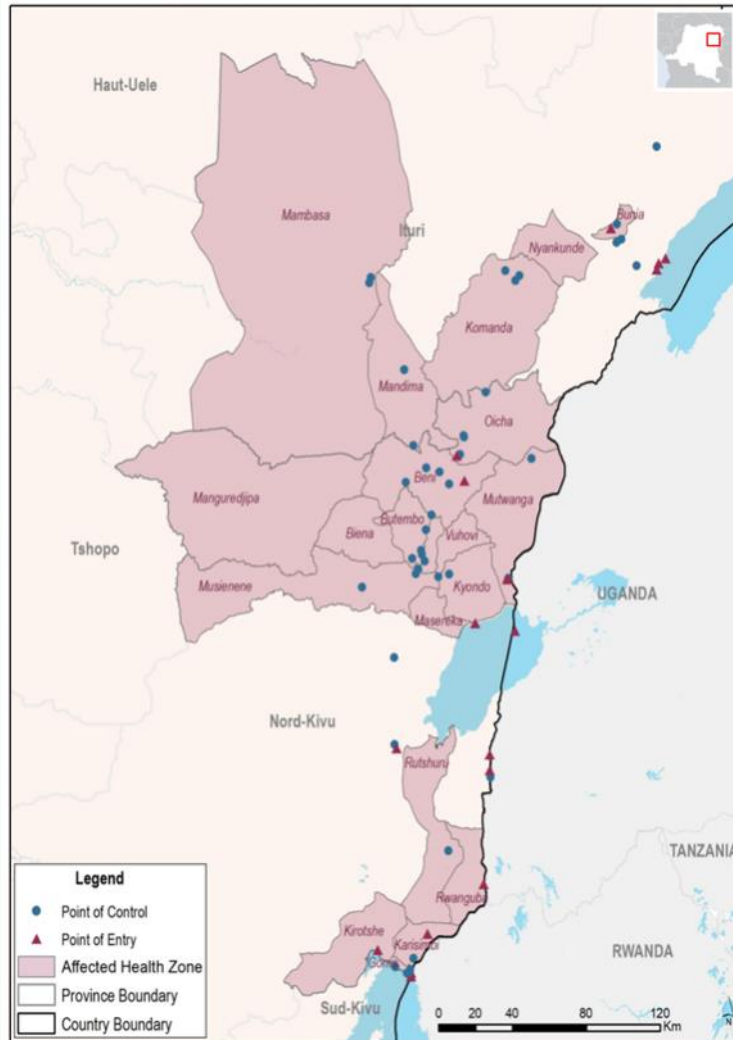 Haut-Uele
Mambasa
Ituri
Bunia
Nyankunde
Komanda
Mandima
Oicha
Beni
Manguredjipa
Mutwanga
Butembo
Biena
Vuhovi
Tshopo
Musienene
Kyondo
UGANDA
Masereka
Nord-Kivu
Rutshuru
TANZANIA
Legend
Point of Control
Point of Entry
Affected Health Zone
Province Boundary
Country Boundary
Rwanguba
Kirotshe
Karisimbi
Goma
RWANDA
Sud-Kivu
0 20 40 80 120
Km
N